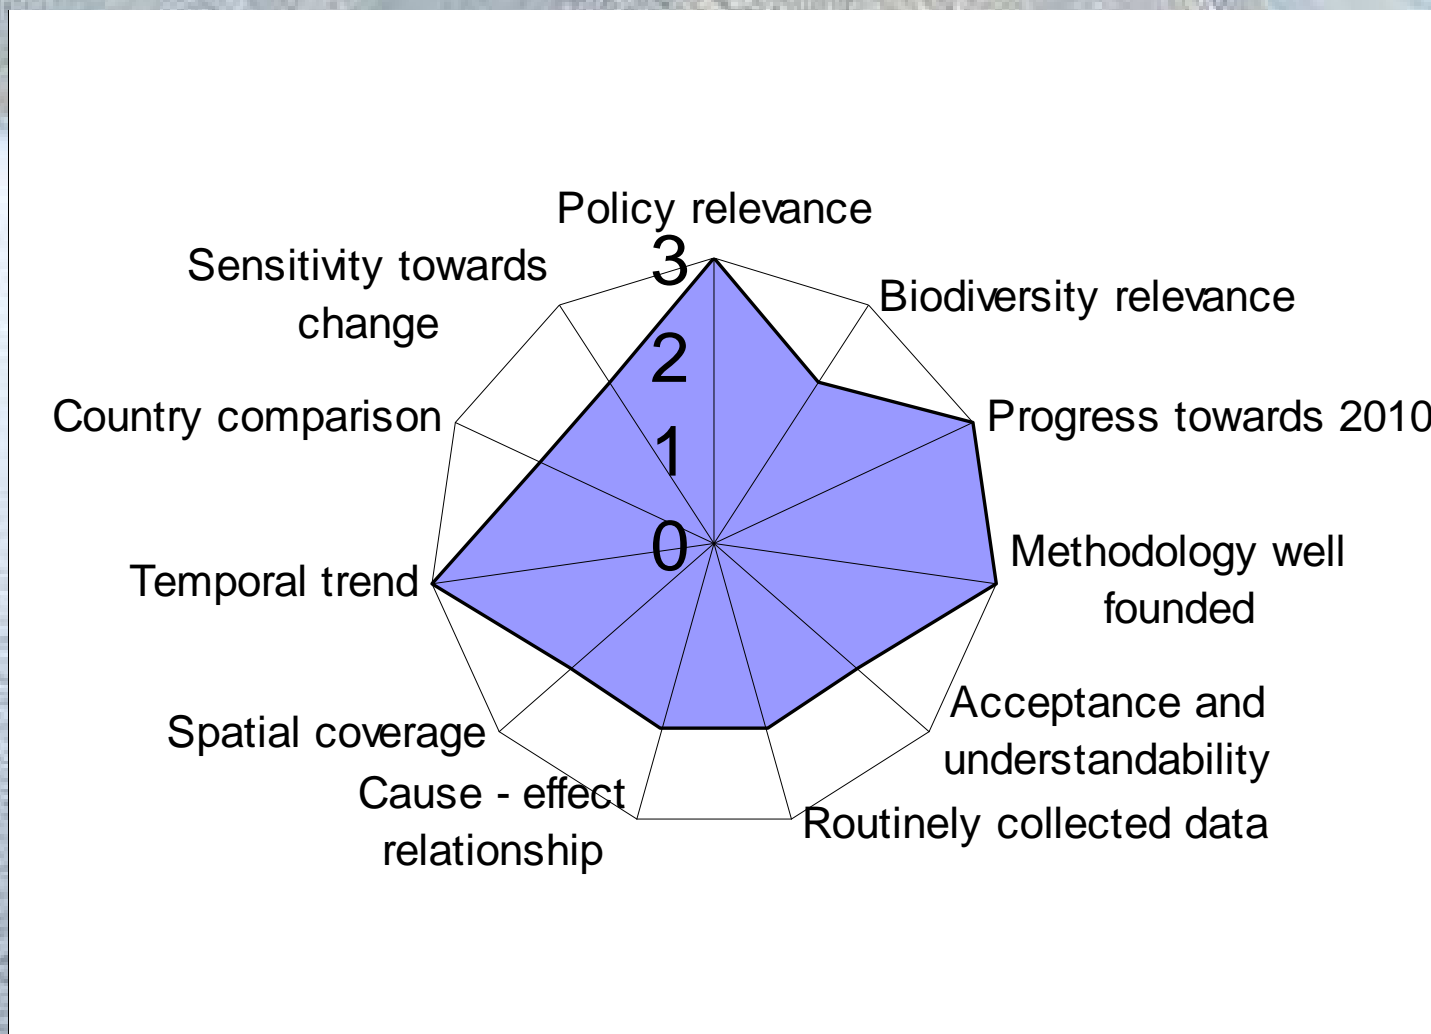 Policy relevance
Sensitivity towards
change
Biodiversity relevance
Country comparison
Progress towards 2010
3
2
1
0
Temporal trend
Methodology well
founded
Spatial coverage
Acceptance and
understandability
Cause - effect
relationship
Routinely collected data